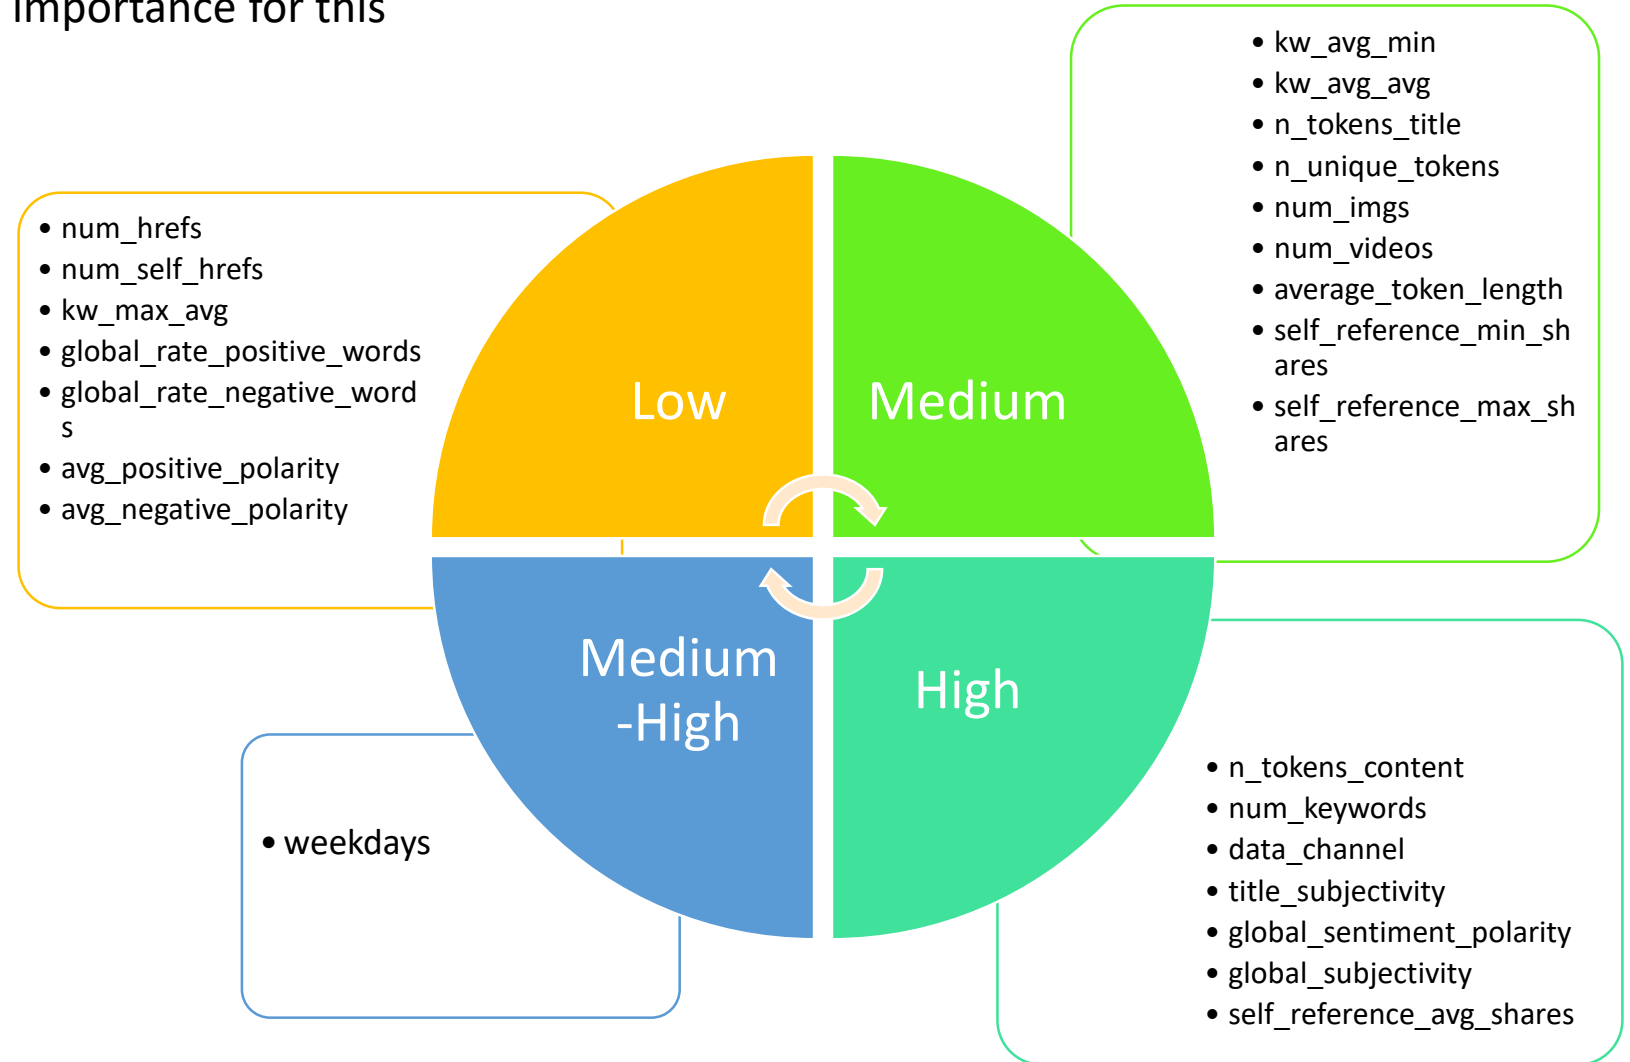 importance for this
• num_hrefs
• num_self_hrefs
• kw_max_avg
• global_rate_positive_words
• global_rate_negative_word
s
• avg_positive_polarity
• avg_negative_polarity
Low
Medium
• kw_avg_min
• kw_avg_avg
• n_tokens_title
• n_unique_tokens
• num_imgs
• num_videos
• average_token_length
• self_reference_min_sh
ares
• self_reference_max_sh
ares
Medium
-High
• weekdays
High
• n_tokens_content
• num_keywords
• data_channel
• title_subjectivity
• global_sentiment_polarity
• global_subjectivity
• self_reference_avg_shares